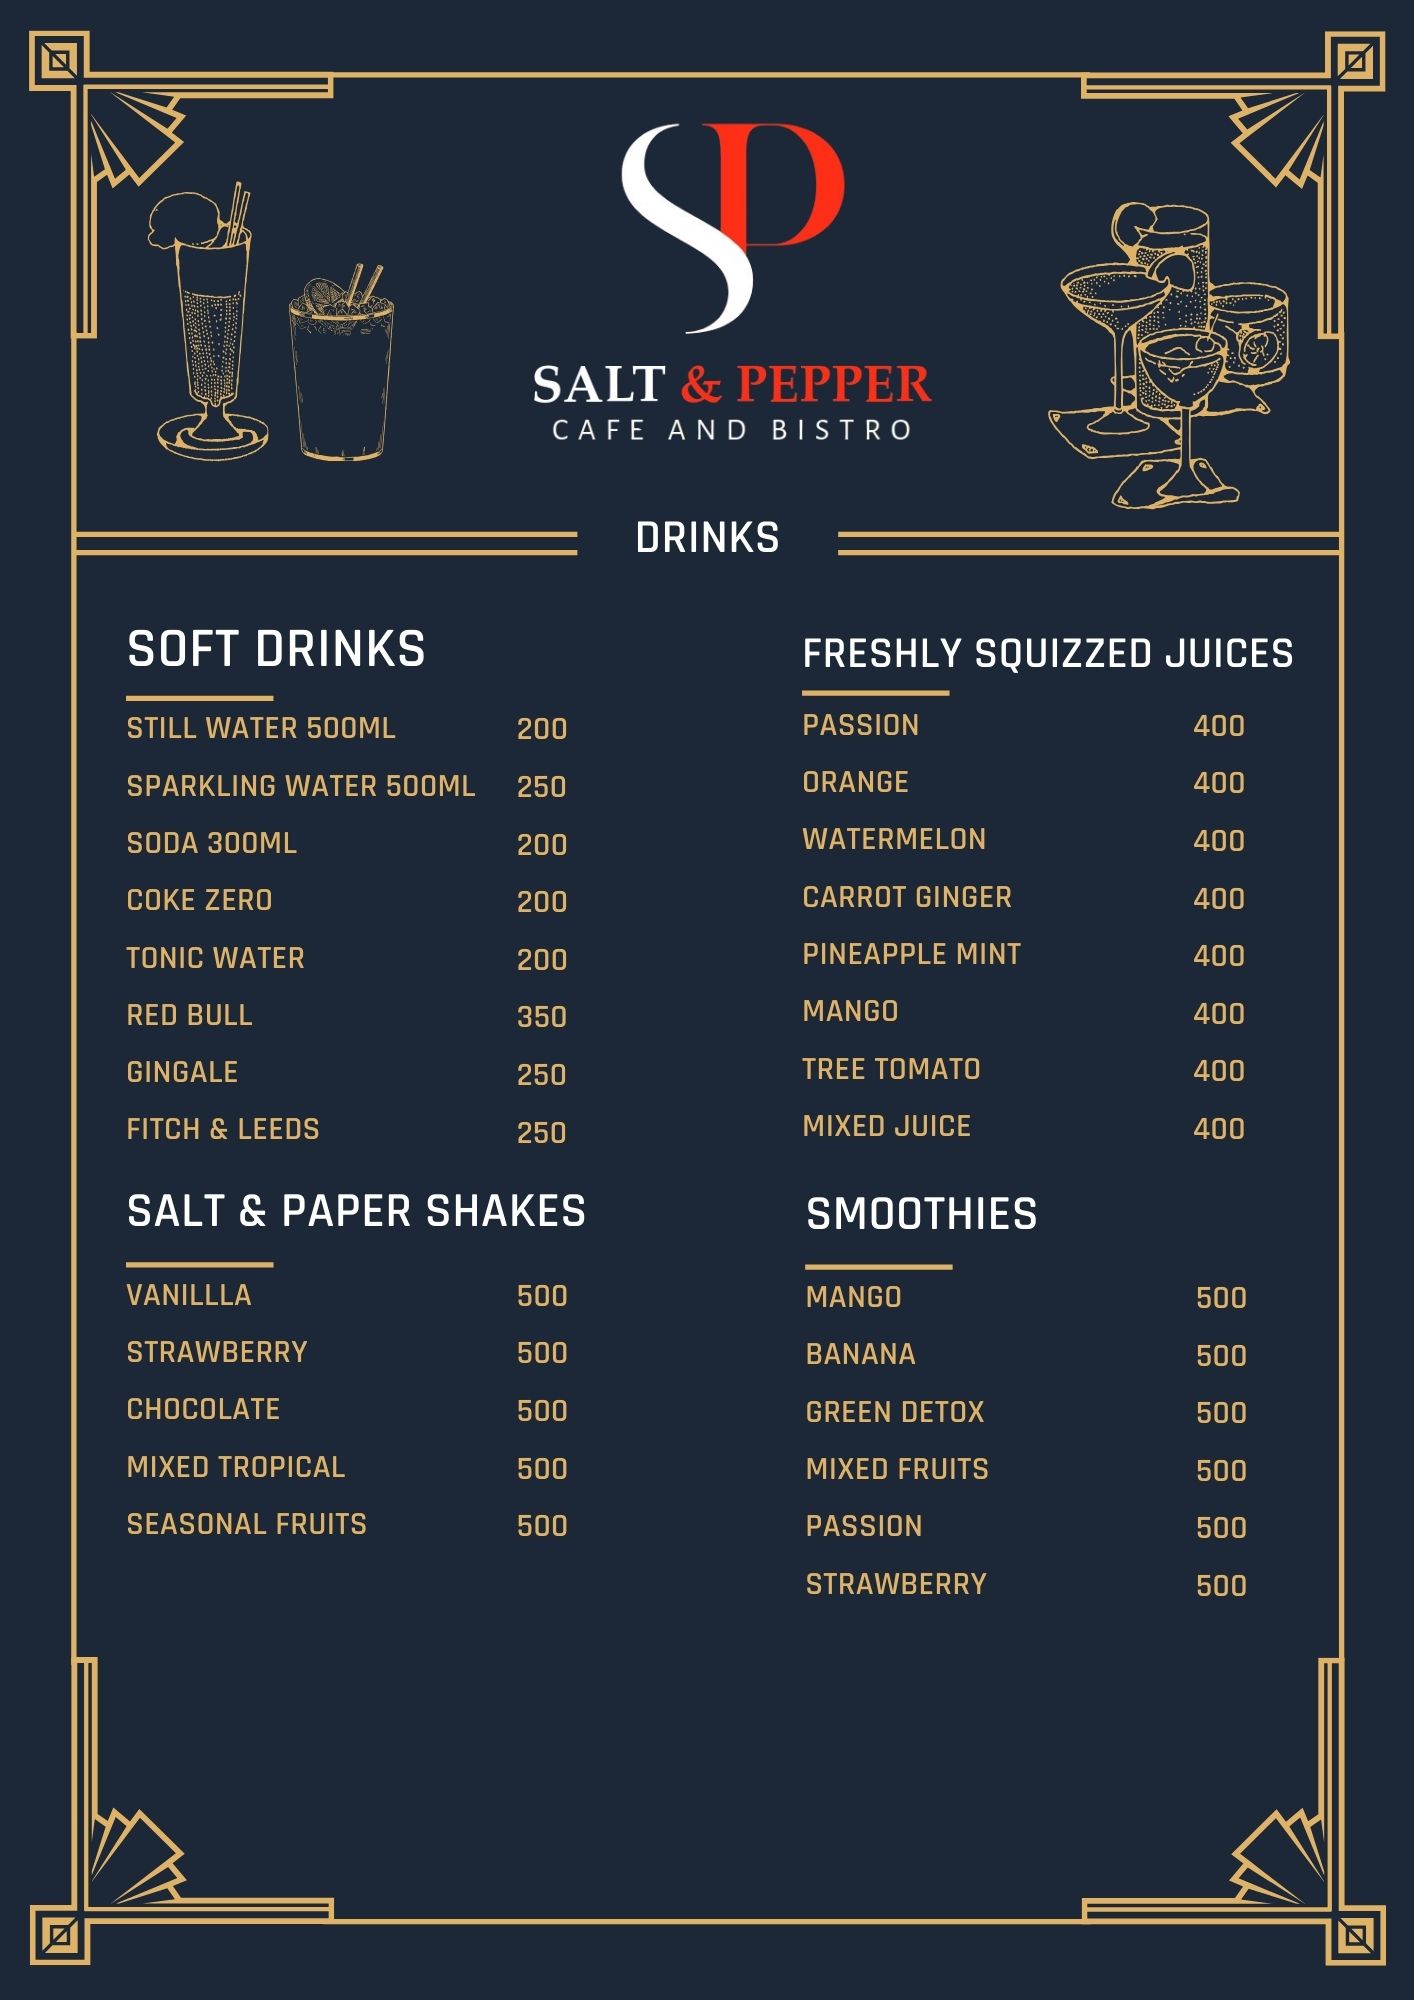 SP
SALT & PEPPER
CAFE AND BISTRO
DRINKS
SOFT DRINKS
STILL WATER 500ML 200
SPARKLING WATER 500ML 250
SODA 300ML 200
COKE ZERO 200
TONIC WATER 200
RED BULL 350
GINGALE 250
FITCH & LEEDS 250
SALT & PAPER SHAKES
VANILLLA 500
STRAWBERRY 500
CHOCOLATE 500
MIXED TROPICAL 500
SEASONAL FRUITS 500
FRESHLY SQUIZZED JUICES
PASSION 400
ORANGE 400
WATERMELON 400
CARROT GINGER 400
PINEAPPLE MINT 400
MANGO 400
TREE TOMATO 400
MIXED JUICE 400
SMOOTHIES
MANGO 500
BANANA 500
GREEN DETOX 500
MIXED FRUITS 500
PASSION 500
STRAWBERRY 500